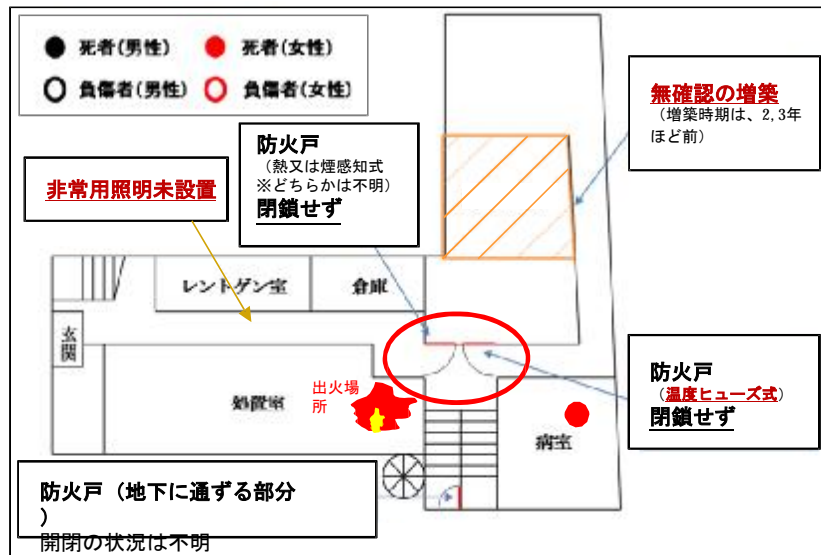 死者(男性)
死者(女性)
負傷者(男性)
負傷者(女性)
無確認の増築
(増築時期は、2,3年
ほど前)
防火戸
(熱又は煙感知式
※どちらかは不明)
閉鎖せず
非常用照明未設置
レントゲン室
倉庫
玄関
出火場
所
処置室
病室
防火戸
(温度ヒューズ式)
閉鎖せず
防火戸(地下に通ずる部分
)
開閉の状況は不明